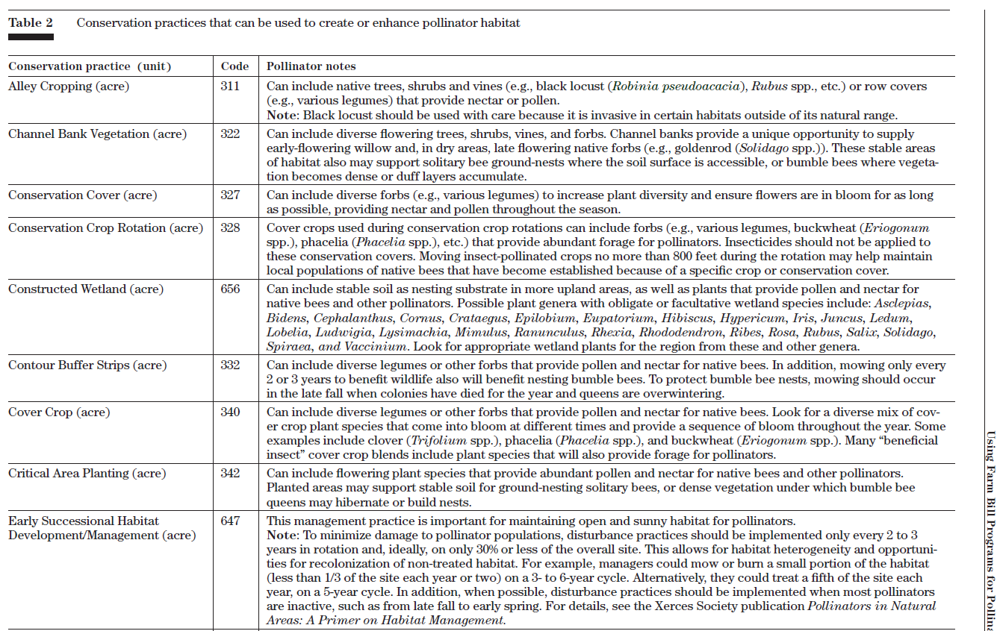 Table 2 Conservation practices that can be used to create or enhance pollinator habitat
Conservation practice (unit) Code Pollinator notes
Alley Cropping (acre) 311 Can include native trees, shrubs and vines (e.g., black locust (Robinia pseudoacacia), Rubus spp., etc.) or row covers
(e.g., various legumes) that provide nectar or pollen.
Note: Black locust should be used with care because it is invasive in certain habitats outside of its natural range.
Channel Bank Vegetation (acre) 322 Can include diverse flowering trees, shrubs, vines, and forbs. Channel banks provide a unique opportunity to supply
early-flowering willow and, in dry areas, late flowering native forbs (e.g., goldenrod (Solidago spp.)). These stable areas
of habitat also may support solitary bee ground-nests where the soil surface is accessible, or bumble bees where vegeta-
tion becomes dense or duff layers accumulate.
Conservation Cover (acre) 327 Can include diverse forbs (e.g., various legumes) to increase plant diversity and ensure flowers are in bloom for as long
as possible, providing nectar and pollen throughout the season.
Conservation Crop Rotation (acre) 328 Cover crops used during conservation crop rotations can include forbs (e.g., various legumes, buckwheat (Eriogonum
spp.), phacelia (Phacelia spp.), etc.) that provide abundant forage for pollinators. Insecticides should not be applied to
these conservation covers. Moving insect-pollinated crops no more than 800 feet during the rotation may help maintain
local populations of native bees that have become established because of a specific crop or conservation cover.
Constructed Wetland (acre) 656 Can include stable soil as nesting substrate in more upland areas, as well as plants that provide pollen and nectar for
native bees and other pollinators. Possible plant genera with obligate or facultative wetland species include: Asclepias,
Bidens, Cephalanthus, Cornus, Crataegus, Epilobium, Eupatorium, Hibiscus, Hypericum, Iris, Juncus, Ledum,
Lobelia, Ludwigia, Lysimachia, Mimulus, Ranunculus, Rhexia, Rhododendron, Ribes, Rosa, Rubus, Salix, Solidago,
Spiraea, and Vaccinium. Look for appropriate wetland plants for the region from these and other genera.
Contour Buffer Strips (acre) 332 Can include diverse legumes or other forbs that provide pollen and nectar for native bees. In addition, mowing only every
2 or 3 years to benefit wildlife also will benefit nesting bumble bees. To protect bumble bee nests, mowing should occur
in the late fall when colonies have died for the year and queens are overwintering.
Cover Crop (acre) 340 Can include diverse legumes or other forbs that provide pollen and nectar for native bees. Look for a diverse mix of cov-
er crop plant species that come into bloom at different times and provide a sequence of bloom throughout the year. Some
examples include clover (Trifolium spp.), phacelia (Phacelia spp.), and buckwheat (Eriogonum spp.). Many “beneficial
insect” cover crop blends include plant species that will also provide forage for pollinators.
Critical Area Planting (acre) 342 Can include flowering plant species that provide abundant pollen and nectar for native bees and other pollinators.
Planted areas may support stable soil for ground-nesting solitary bees, or dense vegetation under which bumble bee
queens may hibernate or build nests.
Early Successional Habitat 647 This management practice is important for maintaining open and sunny habitat for pollinators.
Development/Management (acre) Note: To minimize damage to pollinator populations, disturbance practices should be implemented only every 2 to 3
years in rotation and, ideally, on only 30% or less of the overall site. This allows for habitat heterogeneity and opportuni-
ties for recolonization of non-treated habitat. For example, managers could mow or burn a small portion of the habitat
(less than 1/3 of the site each year or two) on a 3- to 6-year cycle. Alternatively, they could treat a fifth of the site each
year, on a 5-year cycle. In addition, when possible, disturbance practices should be implemented when most pollinators
are inactive, such as from late fall to early spring. For details, see the Xerces Society publication Pollinators in Natural
Areas: A Primer on Habitat Management.
Using Farm Bill Programs for